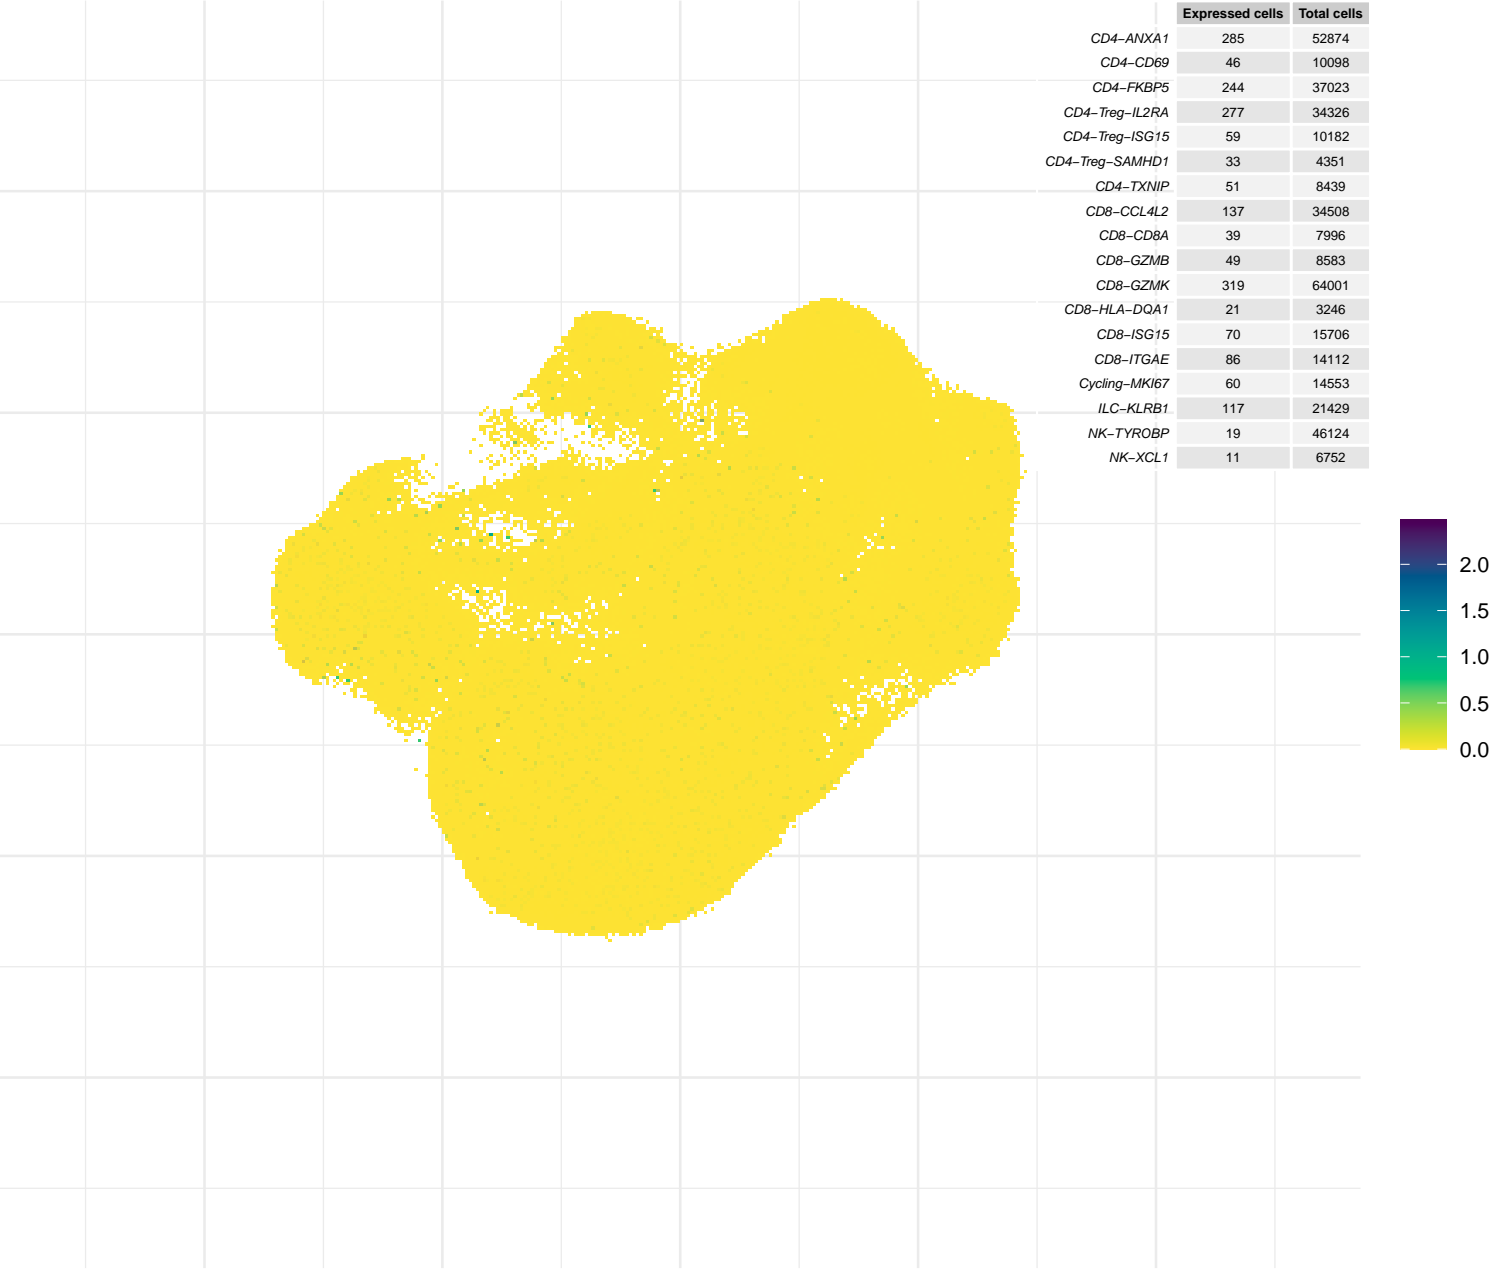 Expressed cells Total cells
CD4−ANXA1 285 52874
CD4−CD69 46 10098
CD4−FKBP5 244 37023
CD4−Treg−IL2RA 277 34326
CD4−Treg−ISG15 59 10182
CD4−Treg−SAMHD1 33 4351
CD4−TXNIP 51 8439
CD8−CCL4L2 137 34508
CD8−CD8A 39 7996
CD8−GZMB 49 8583
CD8−GZMK 319 64001
CD8−HLA−DQA1 21 3246
CD8−ISG15 70 15706
CD8−ITGAE 86 14112
Cycling−MKI67 60 14553
ILC−KLRB1 117 21429
NK−TYROBP 19 46124
NK−XCL1 11 6752
2.0
1.5
1.0
0.5
0.0